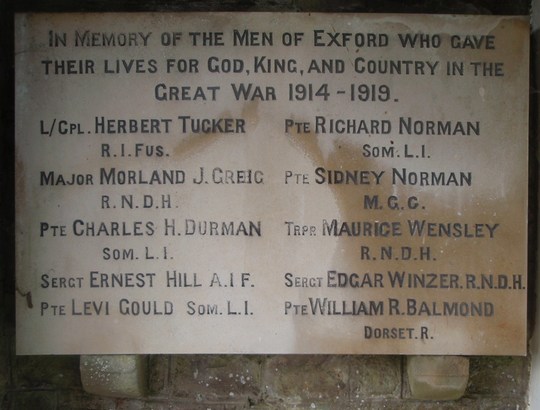 IN MEMORY OF THE MEN OF EXFORD WHO GAVE
THEIR LIVES FOR GOD, KING, AND COUNTRY IN THE
GREAT WAR 1914-1919.
L/CPL. HERBERT TUCKER
R.I.FUS.
MAJOR MORLAND J. GREIG
R.N.D.H.
PTE CHARLES H. DURMAN
SOM. L.I.
SERGT ERNEST HILL A.I F.
PTE LEVI GOULD SOM. L.I.
PTE RICHARD NORMAN
SOM. L.I.
PTE SIDNEY NORMAN
M.G.C.
TRPR MAURICE WENSLEY
R.N.D.H.
SERGT EDGAR WINZER. R.N.D.H.
PTE WILLIAM R. BALMOND
DORSET. R.